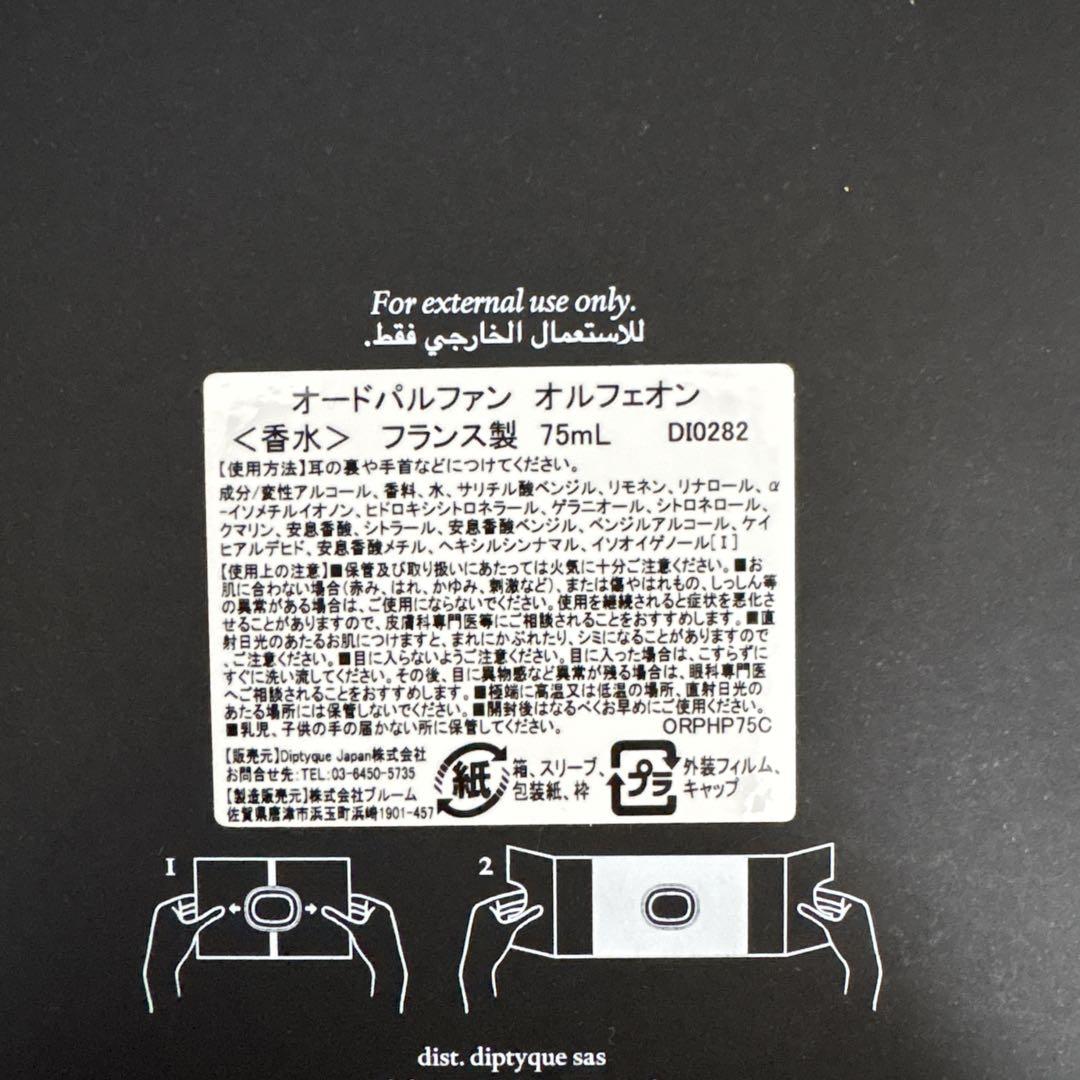 For external use only.
للاستعمال الخارجي فقط.
オードパルファン オルフェオン
＜香水＞ フランス製 75mL DI0282
【使用方法】耳の裏や手首などにつけてください。
成分/変性アルコール、香料、水、サリチル酸ベンジル、リモネン、リナロール、α
-イソメチルイオノン、ヒドロキシシトロネラール、ゲラニオール、シトロネロール、
クマリン、安息香酸、シトラール、安息香酸ベンジル、ベンジルアルコール、ケイ
ヒアルデヒド、安息香酸メチル、ヘキシルシンナマル、イソオイゲノール[I]
【使用上の注意】■保管及び取り扱いにあたっては火気に十分ご注意ください。■お
肌に合わない場合(赤み、はれ、かゆみ、刺激など)、または傷やはれもの、しっしん等
の異常がある場合は、ご使用にならないでください。使用を継続されると症状を悪化さ
せることがありますので、皮膚科専門医等にご相談されることをおすすめします。■直
射日光のあたるお肌につけますと、まれにかぶれたり、シミになることがありますので
、ご注意ください。■目に入らないようご注意ください。目に入った場合は、こすらずに
すぐに洗い流してください。その後、目に異物感など異常が残る場合は、眼科専門医
へご相談されることをおすすめします。■極端に高温又は低温の場所、直射日光の
あたる場所には保管しないでください。■開封後はなるべくお早めにご使用ください。
■乳児、子供の手の届かない所に保管してください。 ORPHP75C
【販売元】Diptyque Japan株式会社
お問合せ先:TEL:03-6450-5735
【製造販売元】株式会社ブルーム
佐賀県唐津市浜玉町浜崎1901-457
紙
箱、スリーブ、
包装紙、枠
プラ
外装フィルム、
キャップ
1
2
dist. diptyque sas